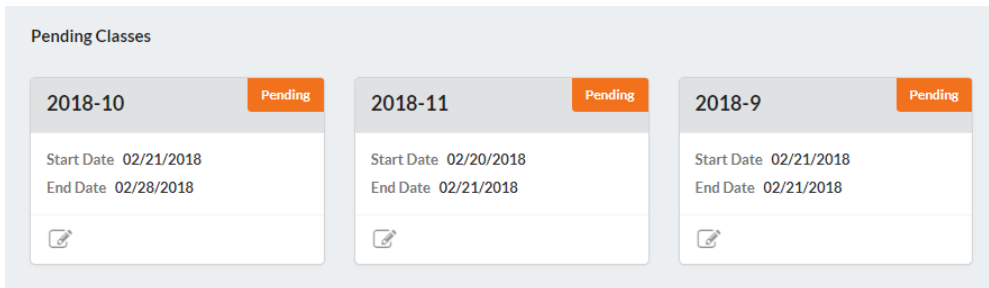 Pending Classes
2018-10
Pending
Start Date 02/21/2018
End Date 02/28/2018
2018-11
Pending
Start Date 02/20/2018
End Date 02/21/2018
2018-9
Pending
Start Date 02/21/2018
End Date 02/21/2018